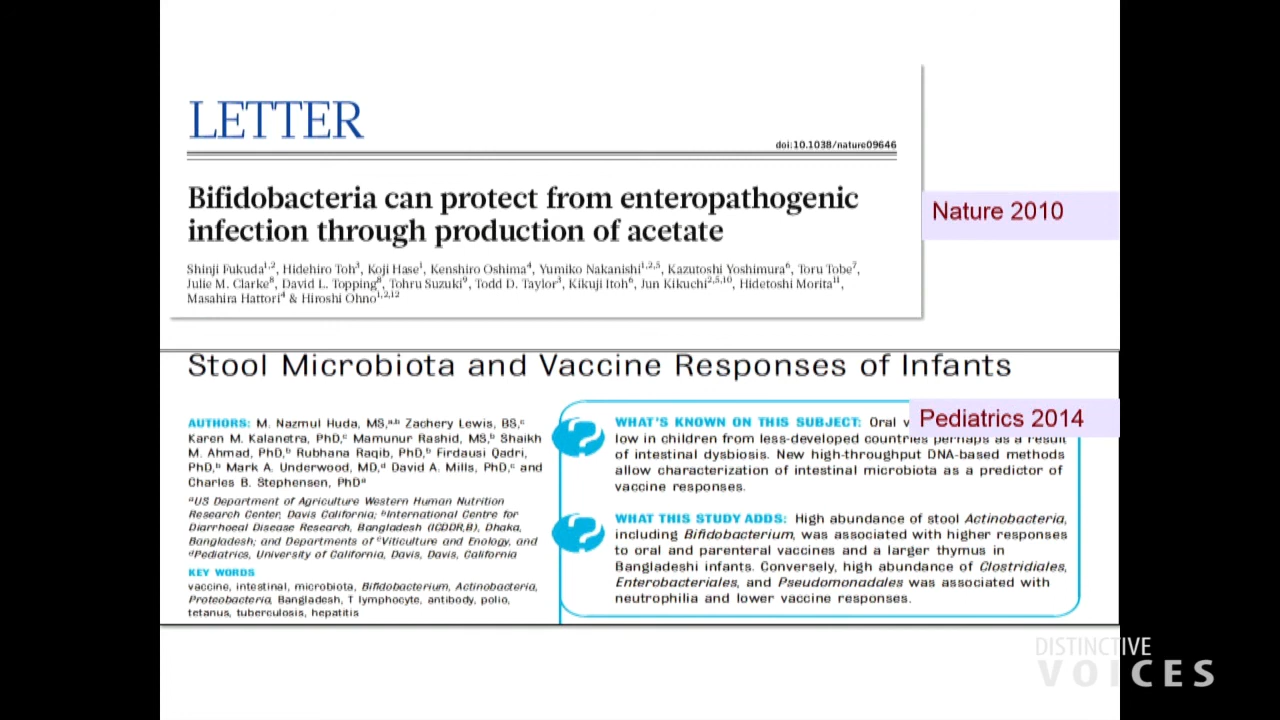 LETTER
doi:10.1038/nature09646
Bifidobacteria can protect from enteropathogenic
infection through production of acetate
Nature 2010
Shinji Fukuda1,2, Hidehiro Toh3, Koji Hase1, Kenshiro Oshima4, Yumiko Nakanishi1,2,5, Kazutoshi Yoshimura6, Toru Tobe7,
Julie M. Clarke8, David L. Topping8, Tohru Suzuki9, Todd D. Taylor3, Kikuji Itoh6, Jun Kikuchi2,5,10, Hidetoshi Morita11,
Masahira Hattori4 & Hiroshi Ohno1,2,12
Stool Microbiota and Vaccine Responses of Infants
AUTHORS: M. Nazmul Huda, MS,a,b Zachery Lewis, BS,c
Karen M. Kalanetra, PhD,c Mamunur Rashid, MS,b Shaikh
M. Ahmad, PhD,b Rubhana Raqib, PhD,b Firdausi Qadri,
PhD,b Mark A. Underwood, MD,d David A. Mills, PhD,c and
Charles B. Stephensen, PhDa
aUS Department of Agriculture Western Human Nutrition
Research Center, Davis California; bInternational Centre for
Diarrhoeal Disease Research, Bangladesh (ICDDR,B), Dhaka,
Bangladesh; and Departments of cViticulture and Enology, and
dPediatrics, University of California, Davis, Davis, California
KEY WORDS
vaccine, intestinal, microbiota, Bifidobacterium, Actinobacteria,
Proteobacteria, Bangladesh, T lymphocyte, antibody, polio,
tetanus, tuberculosis, hepatitis
Pediatrics 2014
WHAT'S KNOWN ON THIS SUBJECT: Oral v
low in children from less-developed countries perhaps as a result
of intestinal dysbiosis. New high-throughput DNA-based methods
allow characterization of intestinal microbiota as a predictor of
vaccine responses.
WHAT THIS STUDY ADDS: High abundance of stool Actinobacteria,
including Bifidobacterium, was associated with higher responses
to oral and parenteral vaccines and a larger thymus in
Bangladeshi infants. Conversely, high abundance of Clostridiales,
Enterobacteriales, and Pseudomonadales was associated with
neutrophilia and lower vaccine responses.
DISTINCTIVE
VOICES